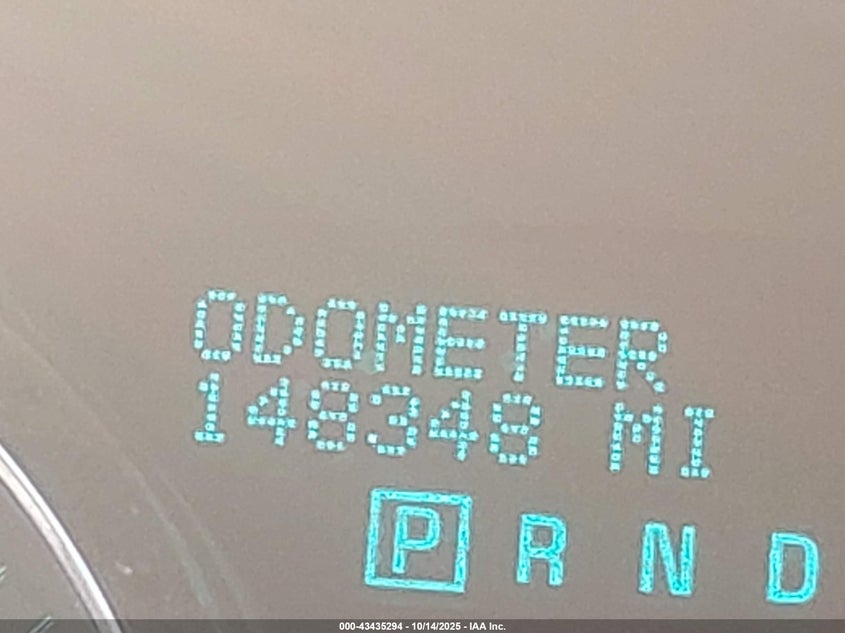 ODOMETER
148348 MI
P R N D
000-43435294 - 10/14/2025 - IAA Inc.